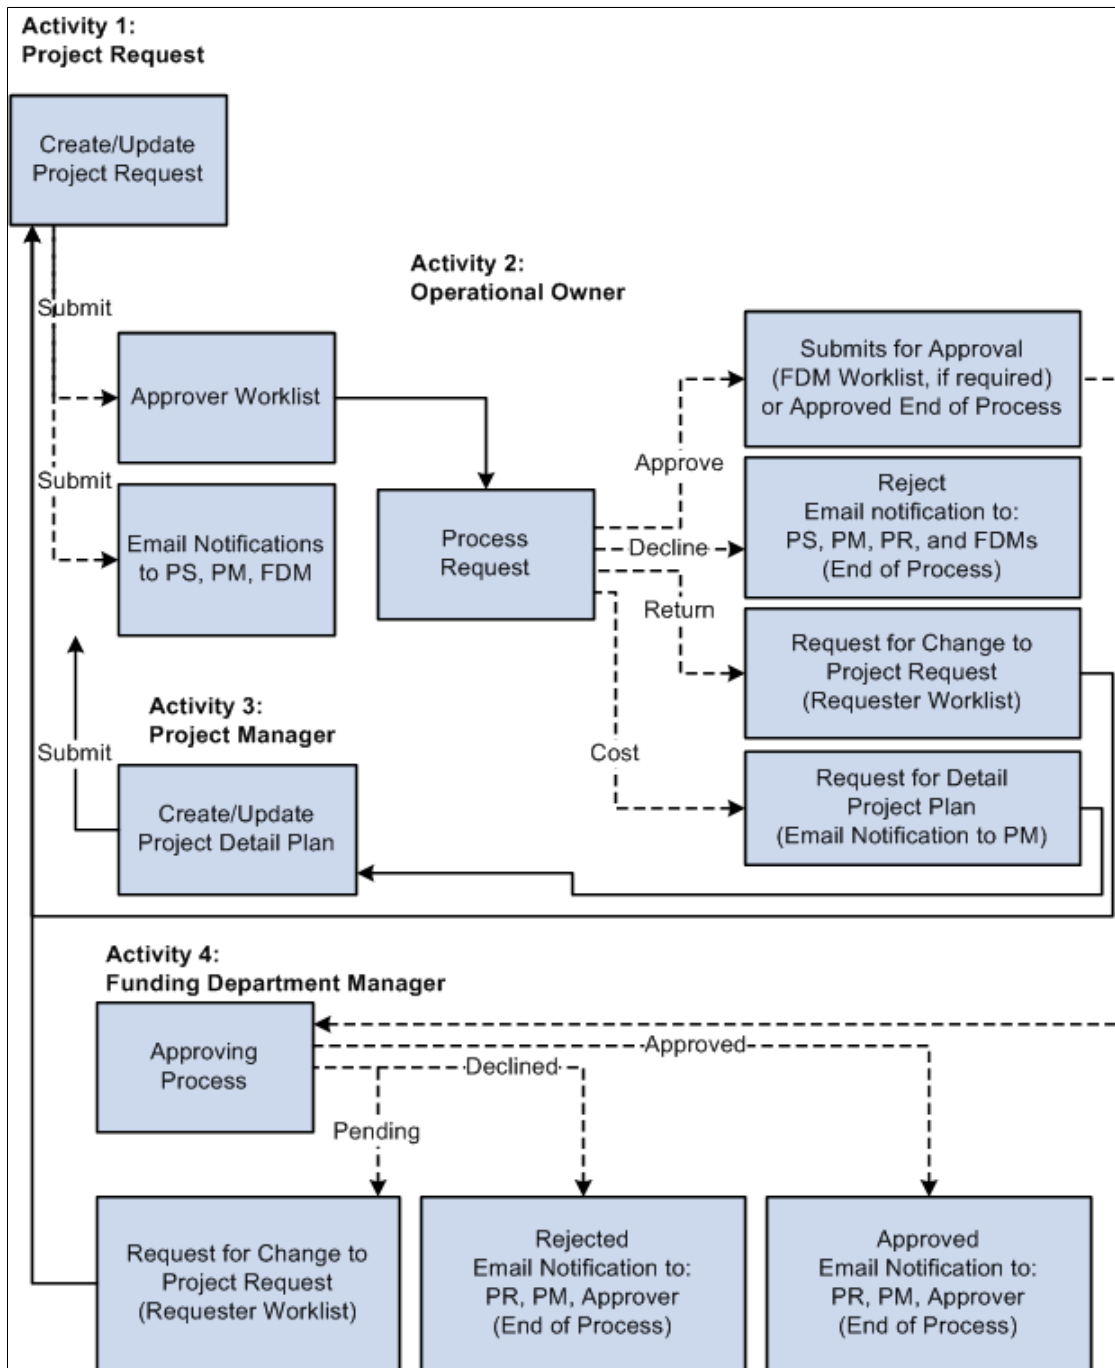 Activity 1:
Project Request
Create/Update
Project Request
Activity 2:
Operational Owner
Submit
Submits for Approval
(FDM Worklist, if required)
or Approved End of Process
Approver Worklist
Approve
Submit
Reject
Email notification to:
PS, PM, PR, and FDMs
(End of Process)
Email Notifications
to PS, PM, FDM
Process
Request
Decline
Return
Request for Change to
Project Request
(Requester Worklist)
Activity 3:
Project Manager
Submit
Cost
Create/Update
Project Detail Plan
Request for Detail
Project Plan
(Email Notification to PM)
Activity 4:
Funding Department Manager
Approving
Process
Approved
Declined
Pending
Request for Change to
Project Request
(Requester Worklist)
Rejected
Email Notification to:
PR, PM, Approver
(End of Process)
Approved
Email Notification to:
PR, PM, Approver
(End of Process)